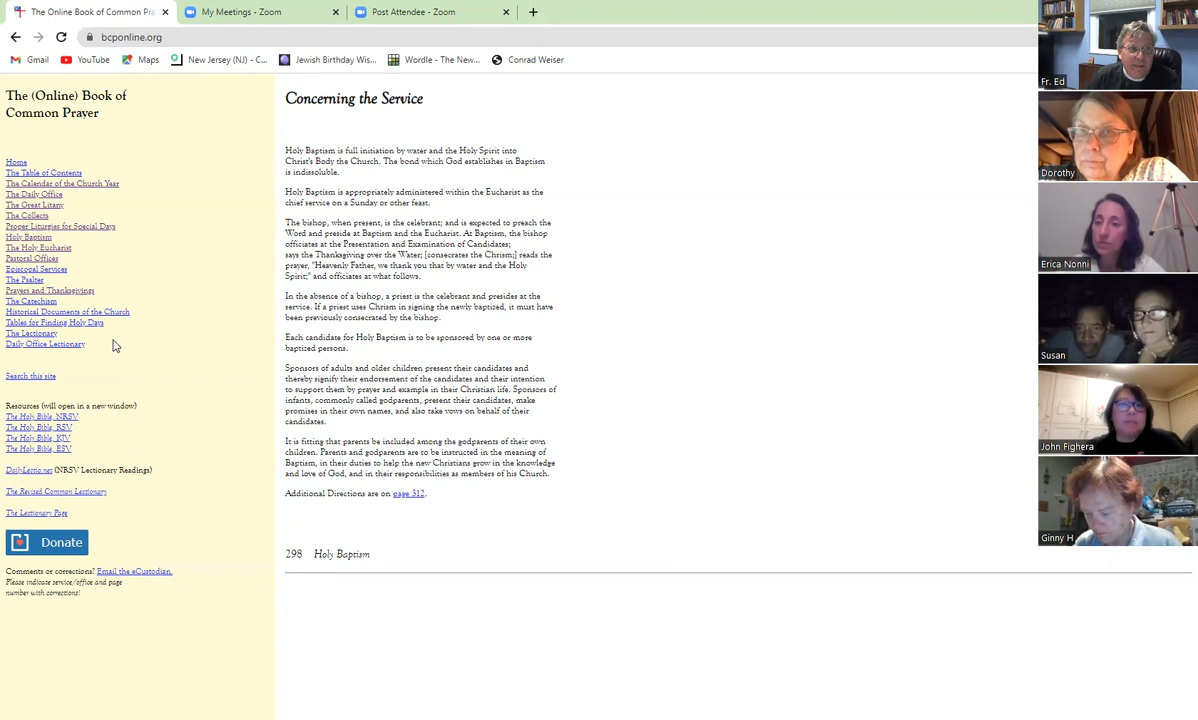 The Online Book of Common Pra
My Meetings - Zoom
Post Attendee - Zoom
bcponline.org
Gmail
YouTube
Maps
New Jersey (NJ) - C...
Jewish Birthday Wis...
Wordle - The New...
Conrad Weiser
The (Online) Book of
Common Prayer
Home
The Table of Contents
The Calendar of the Church Year
The Daily Office
The Great Litany
The Collects
Proper Liturgies for Special Days
Holy Baptism
The Holy Eucharist
Pastoral Offices
Episcopal Services
The Psalter
Prayers and Thanksgivings
The Catechism
Historical Documents of the Church
Tables for Finding Holy Days
The Lectionary
Daily Office Lectionary
Search this site
Resources (will open in a new window)
The Holy Bible, NRSV
The Holy Bible, RSV
The Holy Bible, KJV
The Holy Bible, ESV
DailyLectio.net (NRSV Lectionary Readings)
The Revised Common Lectionary
The Lectionary Page
Donate
Comments or corrections? Email the eCustodian.
Please indicate service/office and page
number with corrections!
Concerning the Service
Holy Baptism is full initiation by water and the Holy Spirit into
Christ's Body the Church. The bond which God establishes in Baptism
is indissoluble.
Holy Baptism is appropriately administered within the Eucharist as the
chief service on a Sunday or other feast.
The bishop, when present, is the celebrant; and is expected to preach the
Word and preside at Baptism and the Eucharist. At Baptism, the bishop
officiates at the Presentation and Examination of Candidates;
says the Thanksgiving over the Water; [consecrates the Chrism;] reads the
prayer, "Heavenly Father, we thank you that by water and the Holy
Spirit;" and officiates at what follows.
In the absence of a bishop, a priest is the celebrant and presides at the
service. If a priest uses Chrism in signing the newly baptized, it must have
been previously consecrated by the bishop.
Each candidate for Holy Baptism is to be sponsored by one or more
baptized persons.
Sponsors of adults and older children present their candidates and
thereby signify their endorsement of the candidates and their intention
to support them by prayer and example in their Christian life. Sponsors of
infants, commonly called godparents, present their candidates, make
promises in their own names, and also take vows on behalf of their
candidates.
It is fitting that parents be included among the godparents of their own
children. Parents and godparents are to be instructed in the meaning of
Baptism, in their duties to help the new Christians grow in the knowledge
and love of God, and in their responsibilities as members of his Church.
Additional Directions are on page 312.
298 Holy Baptism
Fr. Ed
Dorothy
Erica Nonni
Susan
John Fighera
Ginny H